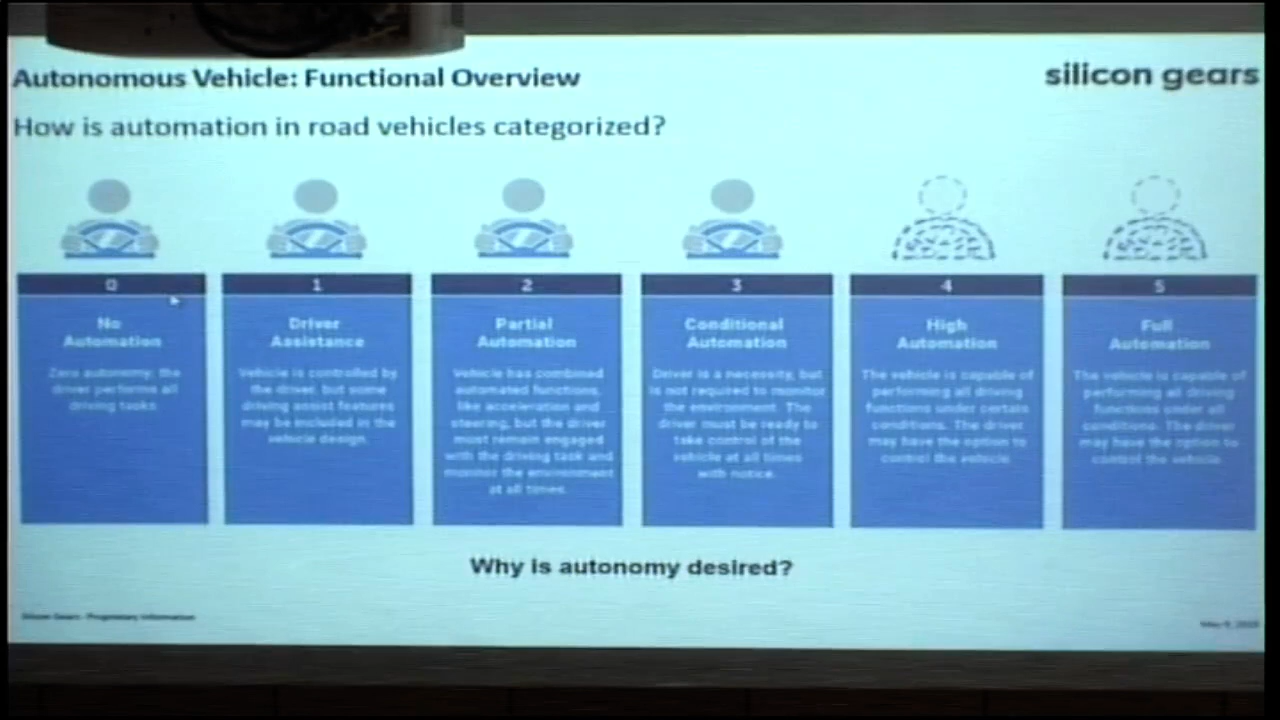 Autonomous Vehicle: Functional Overview
silicon gears
How is automation in road vehicles categorized?
0
No
Automation
Zero autonomy; the
driver performs all
driving tasks.
1
Driver
Assistance
Vehicle is controlled by
the driver, but some
driving assist features
may be included in the
vehicle design.
2
Partial
Automation
Vehicle has combined
automated functions,
like acceleration and
steering, but the driver
must remain engaged
with the driving task and
monitor the environment
at all times.
3
Conditional
Automation
Driver is a necessity, but
is not required to monitor
the environment. The
driver must be ready to
take control of the
vehicle at all times
with notice.
4
High
Automation
The vehicle is capable of
performing all driving
functions under certain
conditions. The driver
may have the option to
control the vehicle.
5
Full
Automation
The vehicle is capable of
performing all driving
functions under all
conditions. The driver
may have the option to
control the vehicle.
Why is autonomy desired?
Silicon Gears - Proprietary Information